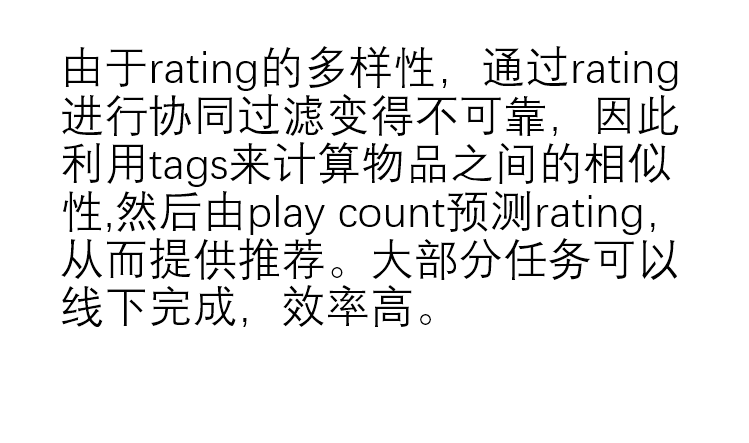 由于rating的多样性，通过rating
进行协同过滤变得不可靠，因此
利用tags来计算物品之间的相似
性,然后由play count预测rating，
从而提供推荐。大部分任务可以
线下完成，效率高。